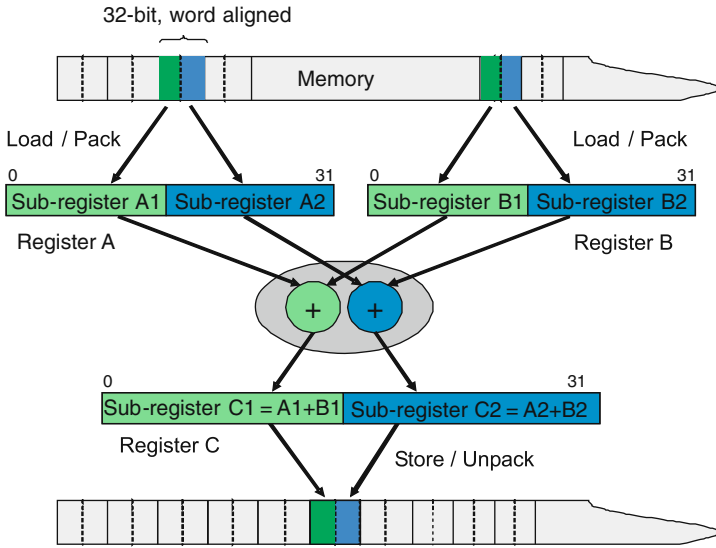 32-bit, word aligned
Memory
Load / Pack
Load / Pack
0 31
0 31
Sub-register A1 Sub-register A2
Sub-register B1 Sub-register B2
Register A
Register B
+ +
0 31
Sub-register C1 = A1+B1 Sub-register C2 = A2+B2
Register C
Store / Unpack